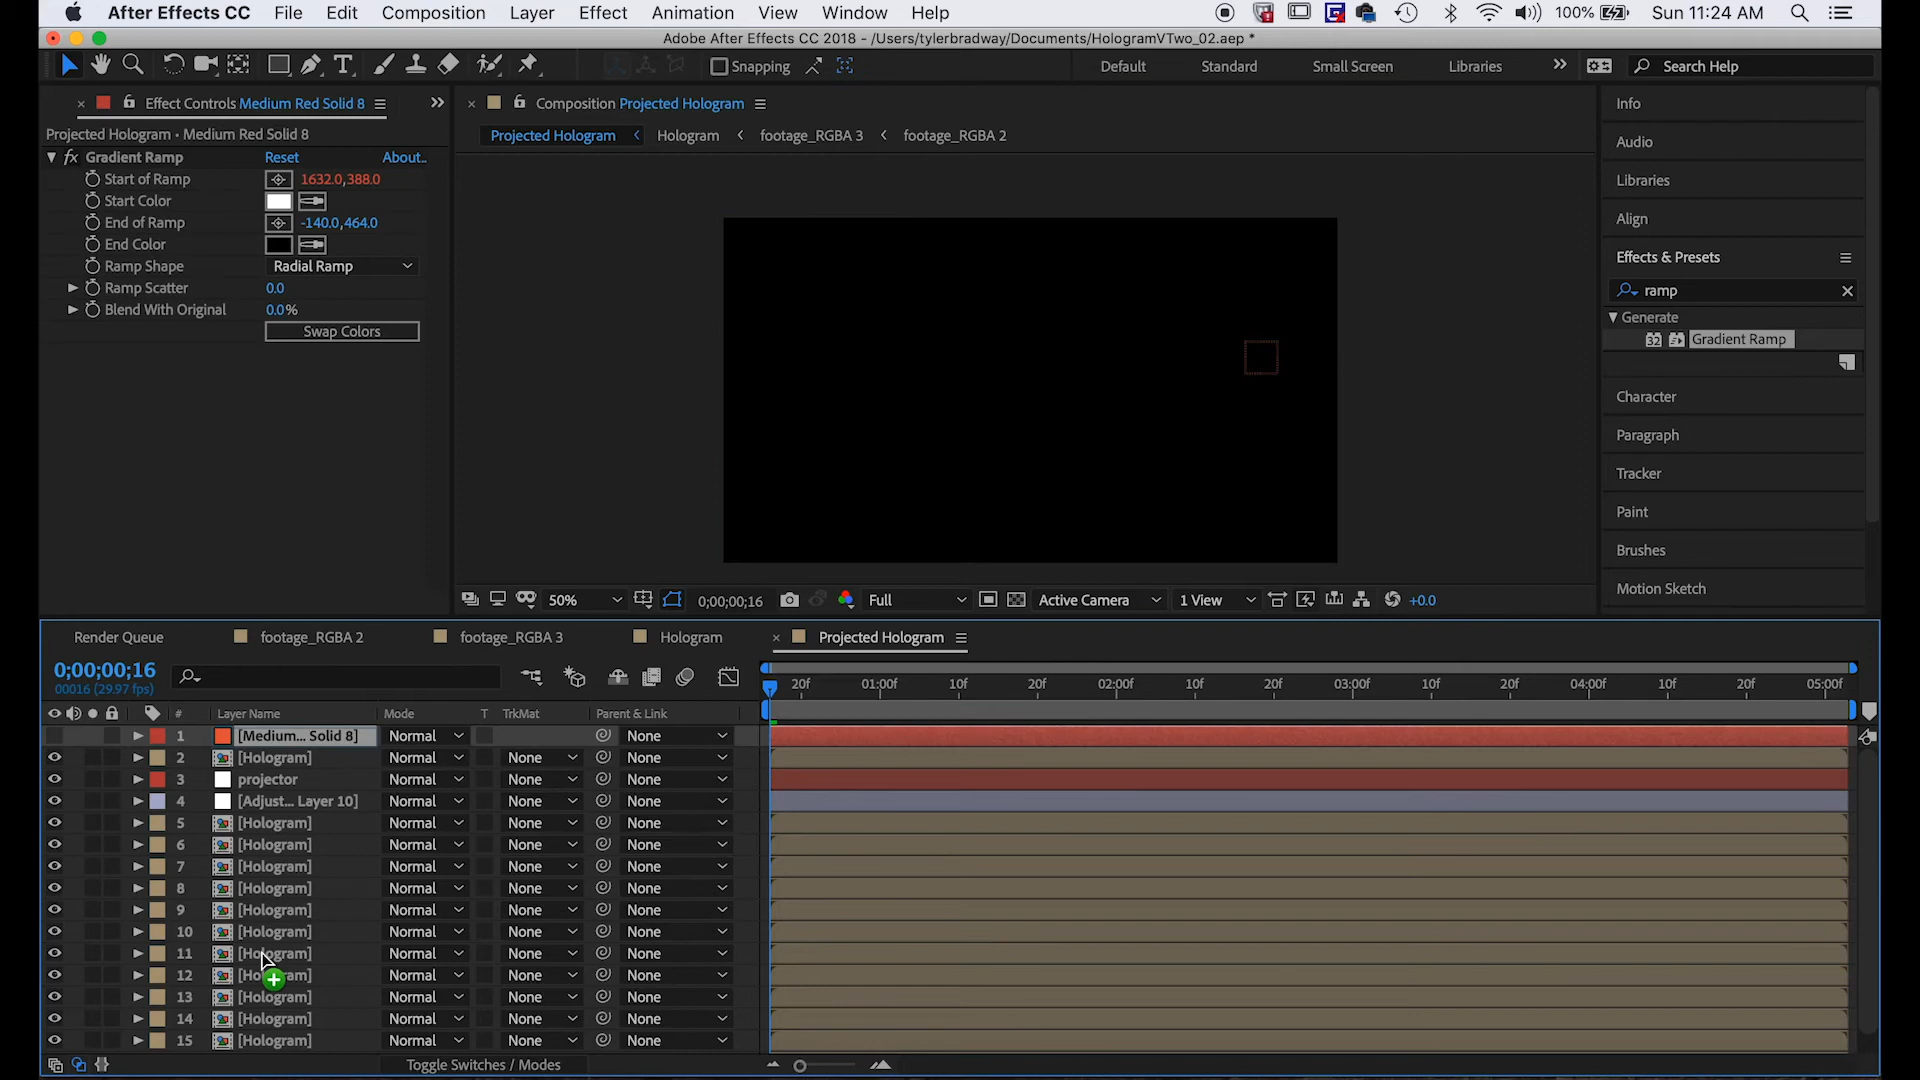 After Effects CC File Edit Composition Layer Effect Animation View Window Help 100% Sun 11:24 AM
Adobe After Effects CC 2018 - /Users/tylerbradway/Documents/HologramVTwo_02.aep *
Snapping Default Standard Small Screen Libraries Search Help
Effect Controls Medium Red Solid 8
Composition Projected Hologram
Info
Projected Hologram • Medium Red Solid 8
Projected Hologram Hologram footage_RGBA 3 footage_RGBA 2
Audio
fx Gradient Ramp Reset About..
Start of Ramp 1632.0,388.0
Libraries
Start Color
End of Ramp -140.0,464.0
Align
End Color
Effects & Presets
Ramp Shape Radial Ramp
Ramp Scatter 0.0
ramp
Blend With Original 0.0%
Generate
Swap Colors
32 Gradient Ramp
Character
Paragraph
Tracker
Paint
Brushes
Motion Sketch
50% 0;00;00;16 Full Active Camera 1 View +0.0
Render Queue footage_RGBA 2 footage_RGBA 3 Hologram Projected Hologram
0;00;00;16
00016 (29.97 fps)
20f 01:00f 10f 20f 02:00f 10f 20f 03:00f 10f 20f 04:00f 10f 20f 05:00f
# Layer Name Mode T TrkMat Parent & Link
1 [Medium... Solid 8] Normal None
2 [Hologram] Normal None None
3 projector Normal None None
4 [Adjust... Layer 10] Normal None None
5 [Hologram] Normal None None
6 [Hologram] Normal None None
7 [Hologram] Normal None None
8 [Hologram] Normal None None
9 [Hologram] Normal None None
10 [Hologram] Normal None None
11 [Hologram] Normal None None
12 [Hologram] Normal None None
13 [Hologram] Normal None None
14 [Hologram] Normal None None
15 [Hologram] Normal None None
Toggle Switches / Modes